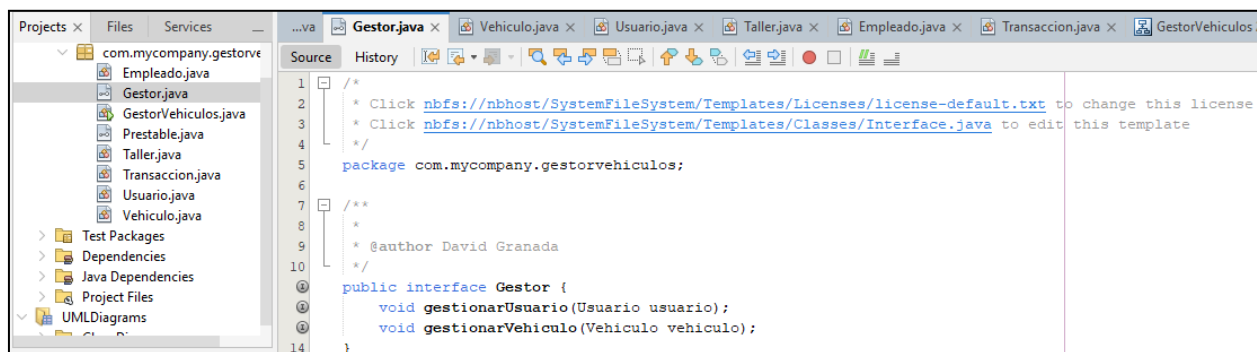 Projects × Files Services
com.mycompany.gestorve
Empleado.java
Gestor.java
GestorVehiculos.java
Prestable.java
Taller.java
Transaccion.java
Usuario.java
Vehiculo.java
Test Packages
Dependencies
Java Dependencies
Project Files
UMLDiagrams
...va Gestor.java × Vehiculo.java × Usuario.java × Taller.java × Empleado.java × Transaccion.java × GestorVehiculos
Source History
1 /*
2 * Click nbfs://nbhost/SystemFileSystem/Templates/Licenses/license-default.txt to change this license
3 * Click nbfs://nbhost/SystemFileSystem/Templates/Classes/Interface.java to edit this template
4 */
5 package com.mycompany.gestorvehiculos;
6
7 /**
8 *
9 * @author David Granada
10 */
public interface Gestor {
void gestionarUsuario(Usuario usuario);
void gestionarVehiculo(Vehiculo vehiculo);
14 }